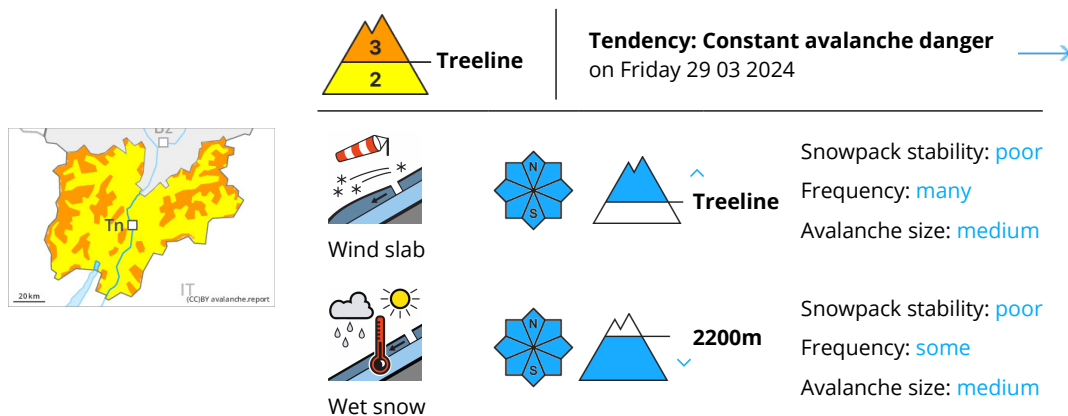 3
2
Treeline
Tendency: Constant avalanche danger
on Friday 29 03 2024
Bz
Tn
20 km
IT
(CC)BY avalanche.report
N
S
Treeline
Snowpack stability: poor
Frequency: many
Avalanche size: medium
Wind slab
N
S
2200m
Snowpack stability: poor
Frequency: some
Avalanche size: medium
Wet snow